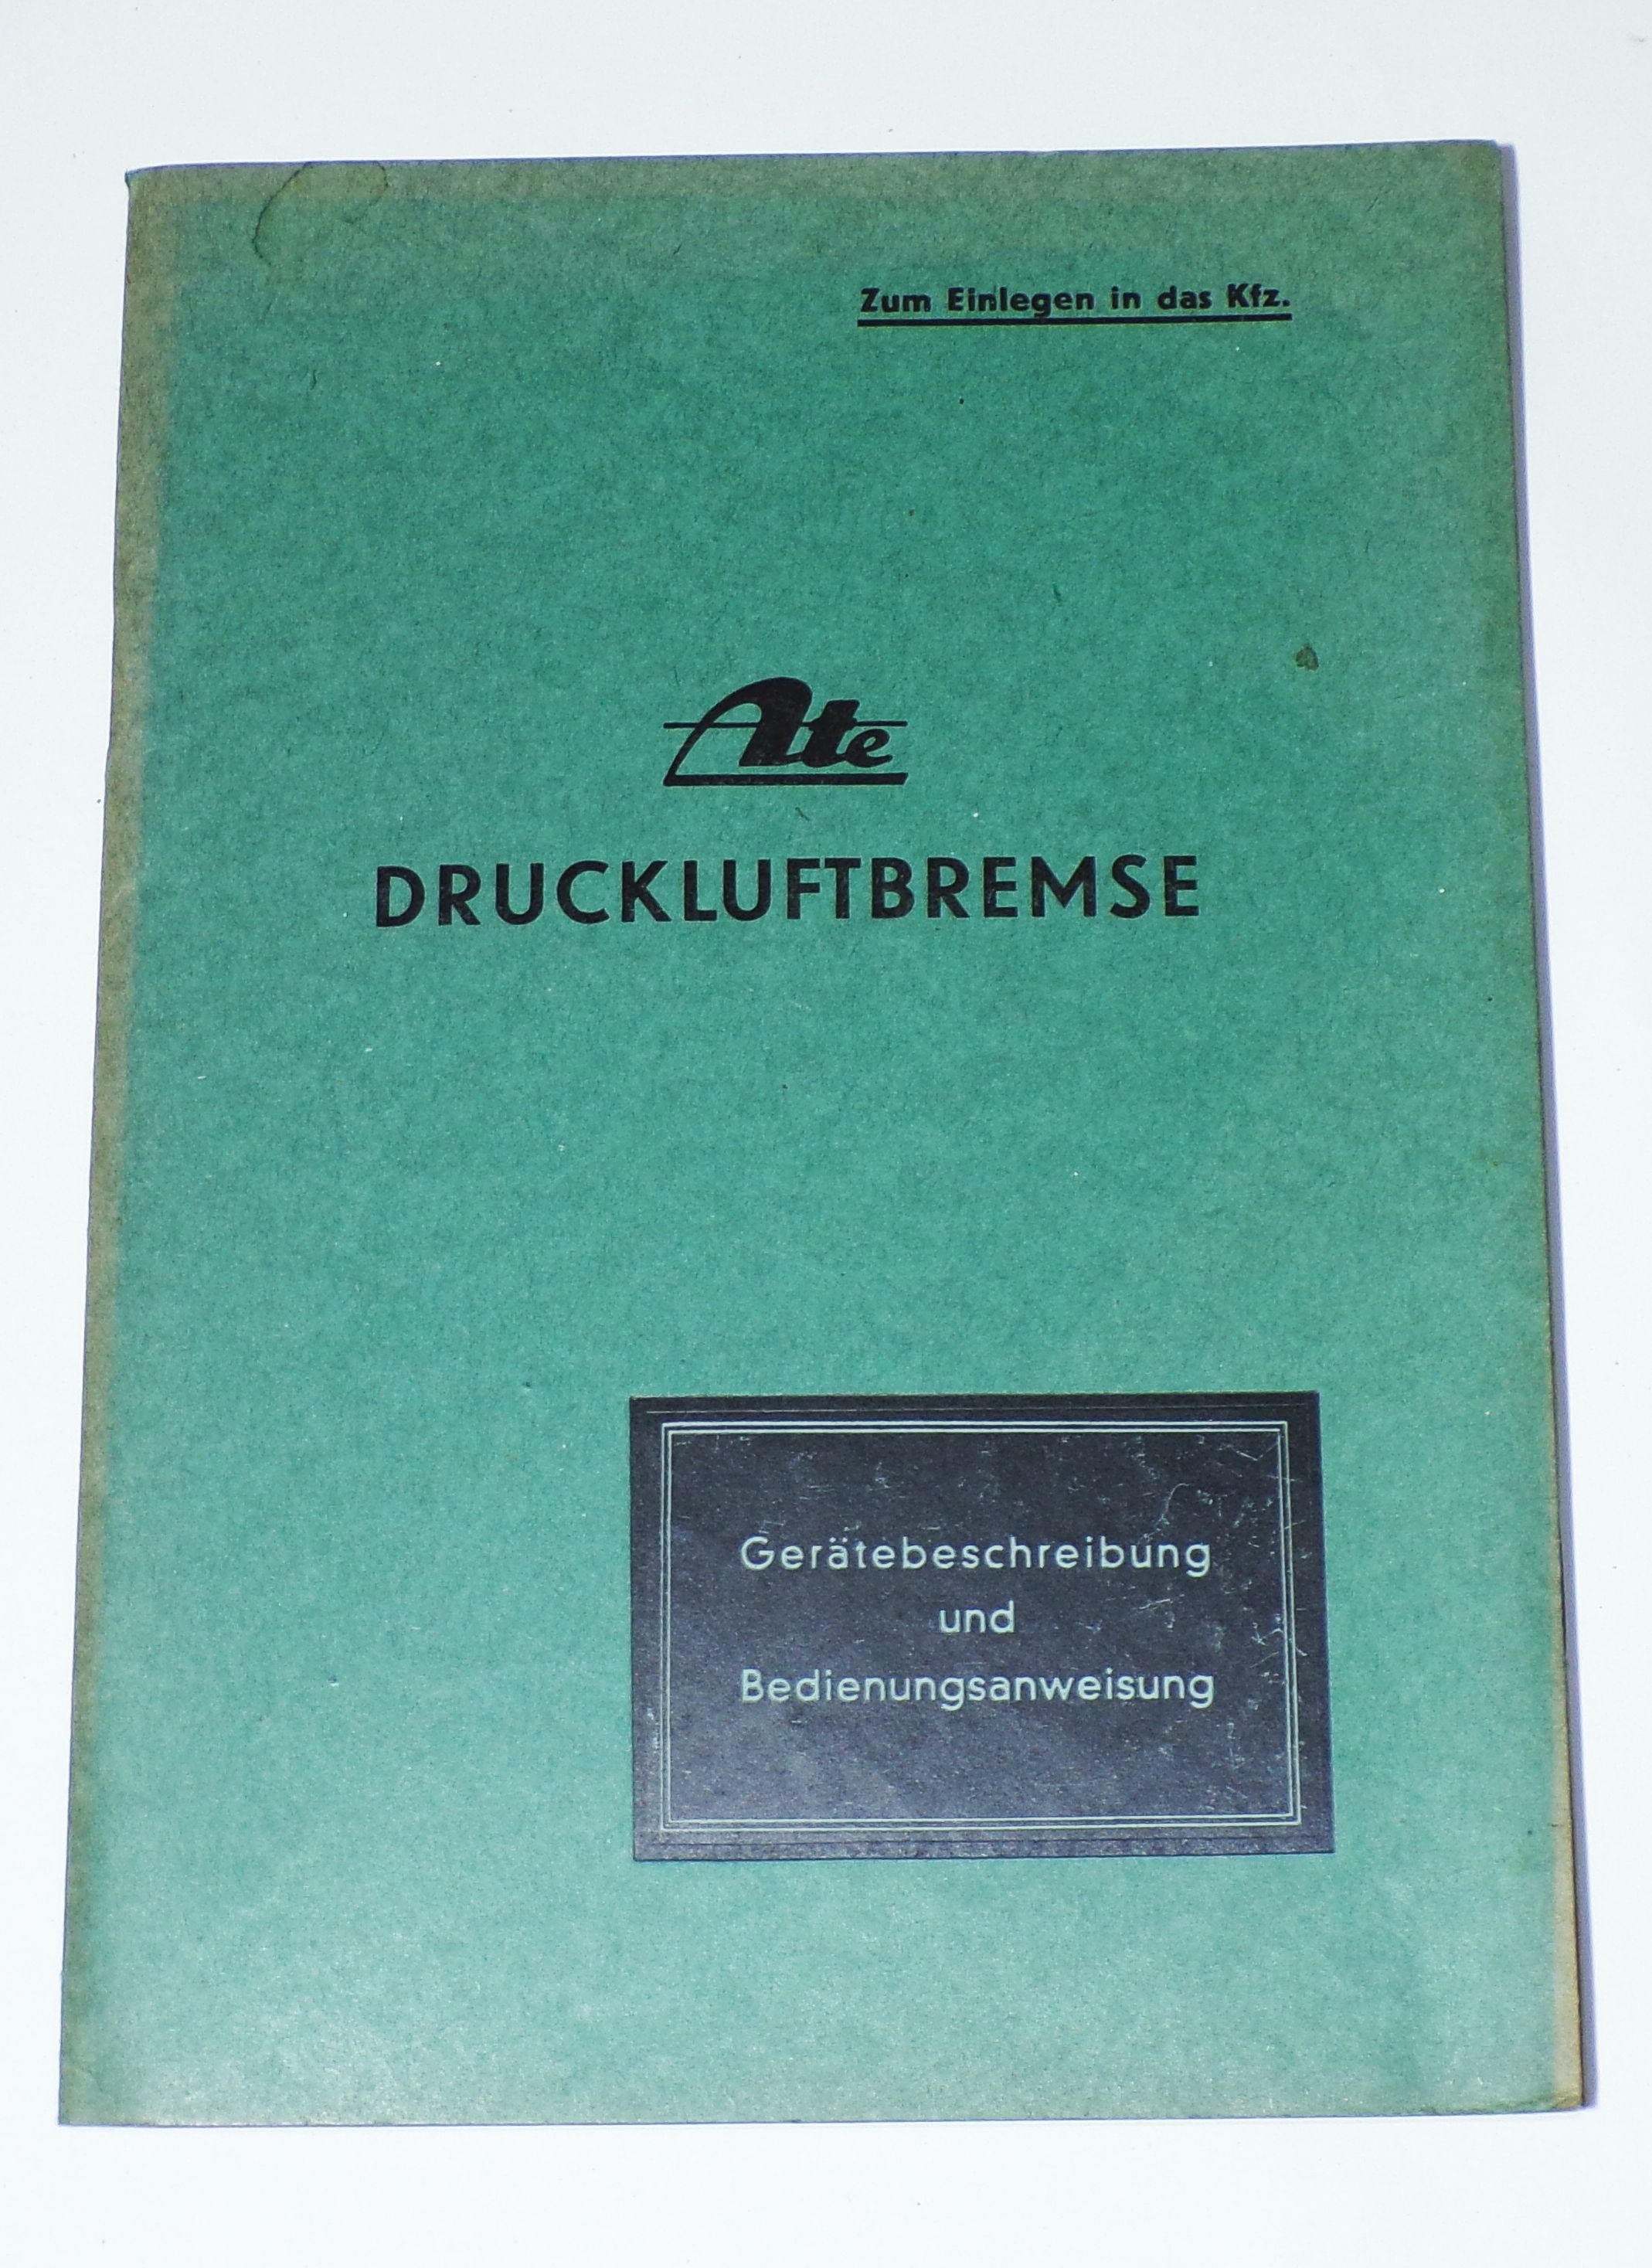 Zum Einlegen in das Kfz.
Ate
DRUCKLUFTBREMSE
Gerätebeschreibung
und
Bedienungsanweisung